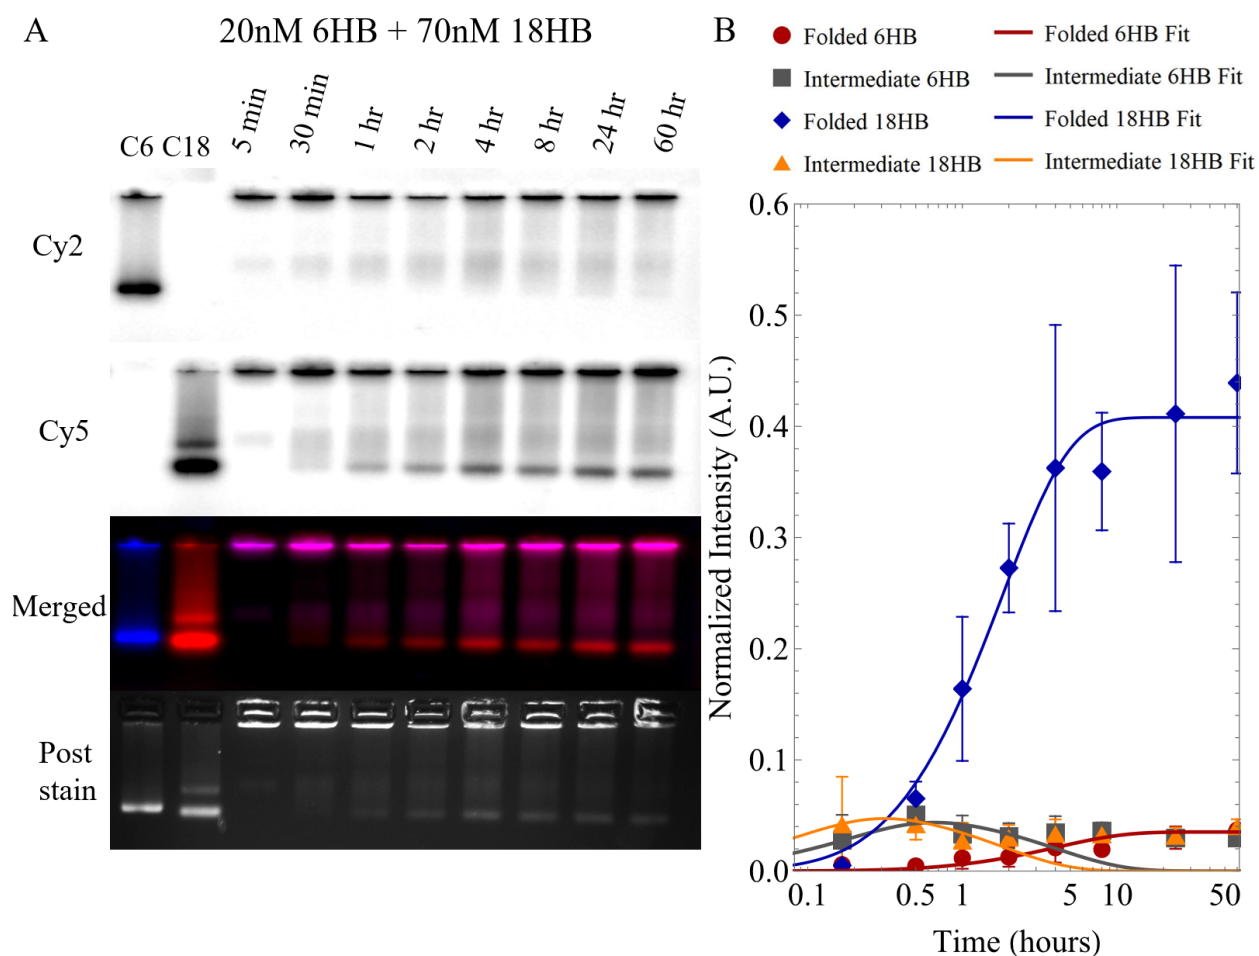 A
20nM 6HB + 70nM 18HB
C6 C18 5 min 30 min 1 hr 2 hr 4 hr 8 hr 24 hr 60 hr
Cy2
Cy5
Merged
Post
stain
B
Folded 6HB
Folded 6HB Fit
Intermediate 6HB
Intermediate 6HB Fit
Folded 18HB
Folded 18HB Fit
Intermediate 18HB
Intermediate 18HB Fit
Normalized Intensity (A.U.)
0.6
0.5
0.4
0.3
0.2
0.1
0.0
0.1 0.5 1 5 10 50
Time (hours)